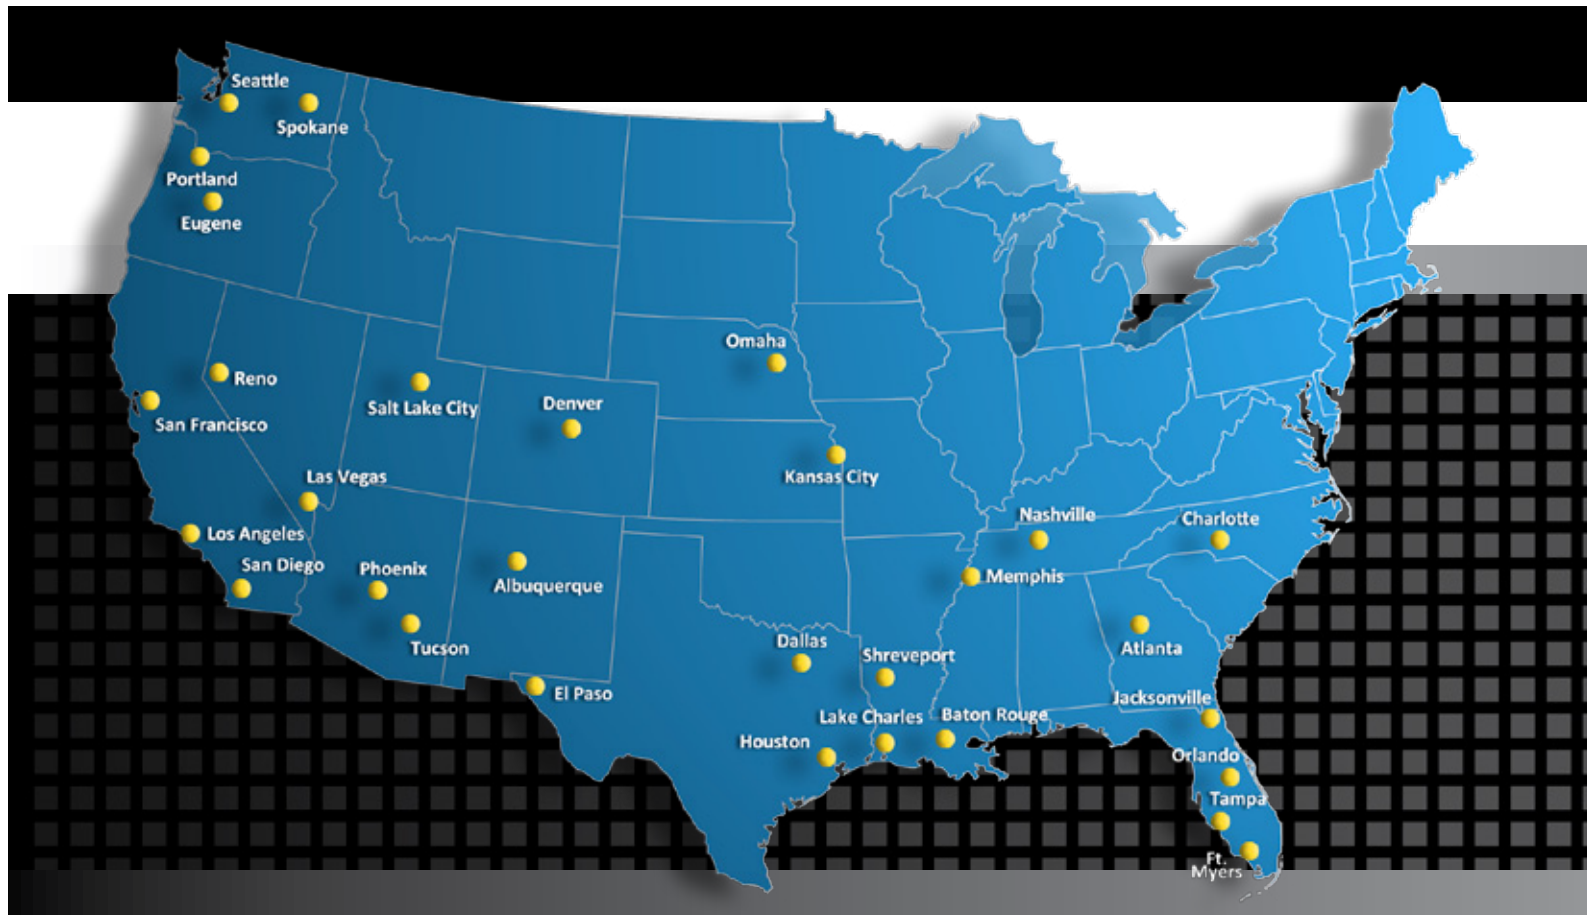 Seattle
Spokane
Portland
Eugene
Omaha
Reno
Salt Lake City
Denver
San Francisco
Las Vegas
Kansas City
Los Angeles
Nashville
Charlotte
San Diego
Phoenix
Albuquerque
Memphis
Tucson
Dallas
Shreveport
Atlanta
El Paso
Jacksonville
Lake Charles
Baton Rouge
Houston
Orlando
Tampa
Ft.
Myers